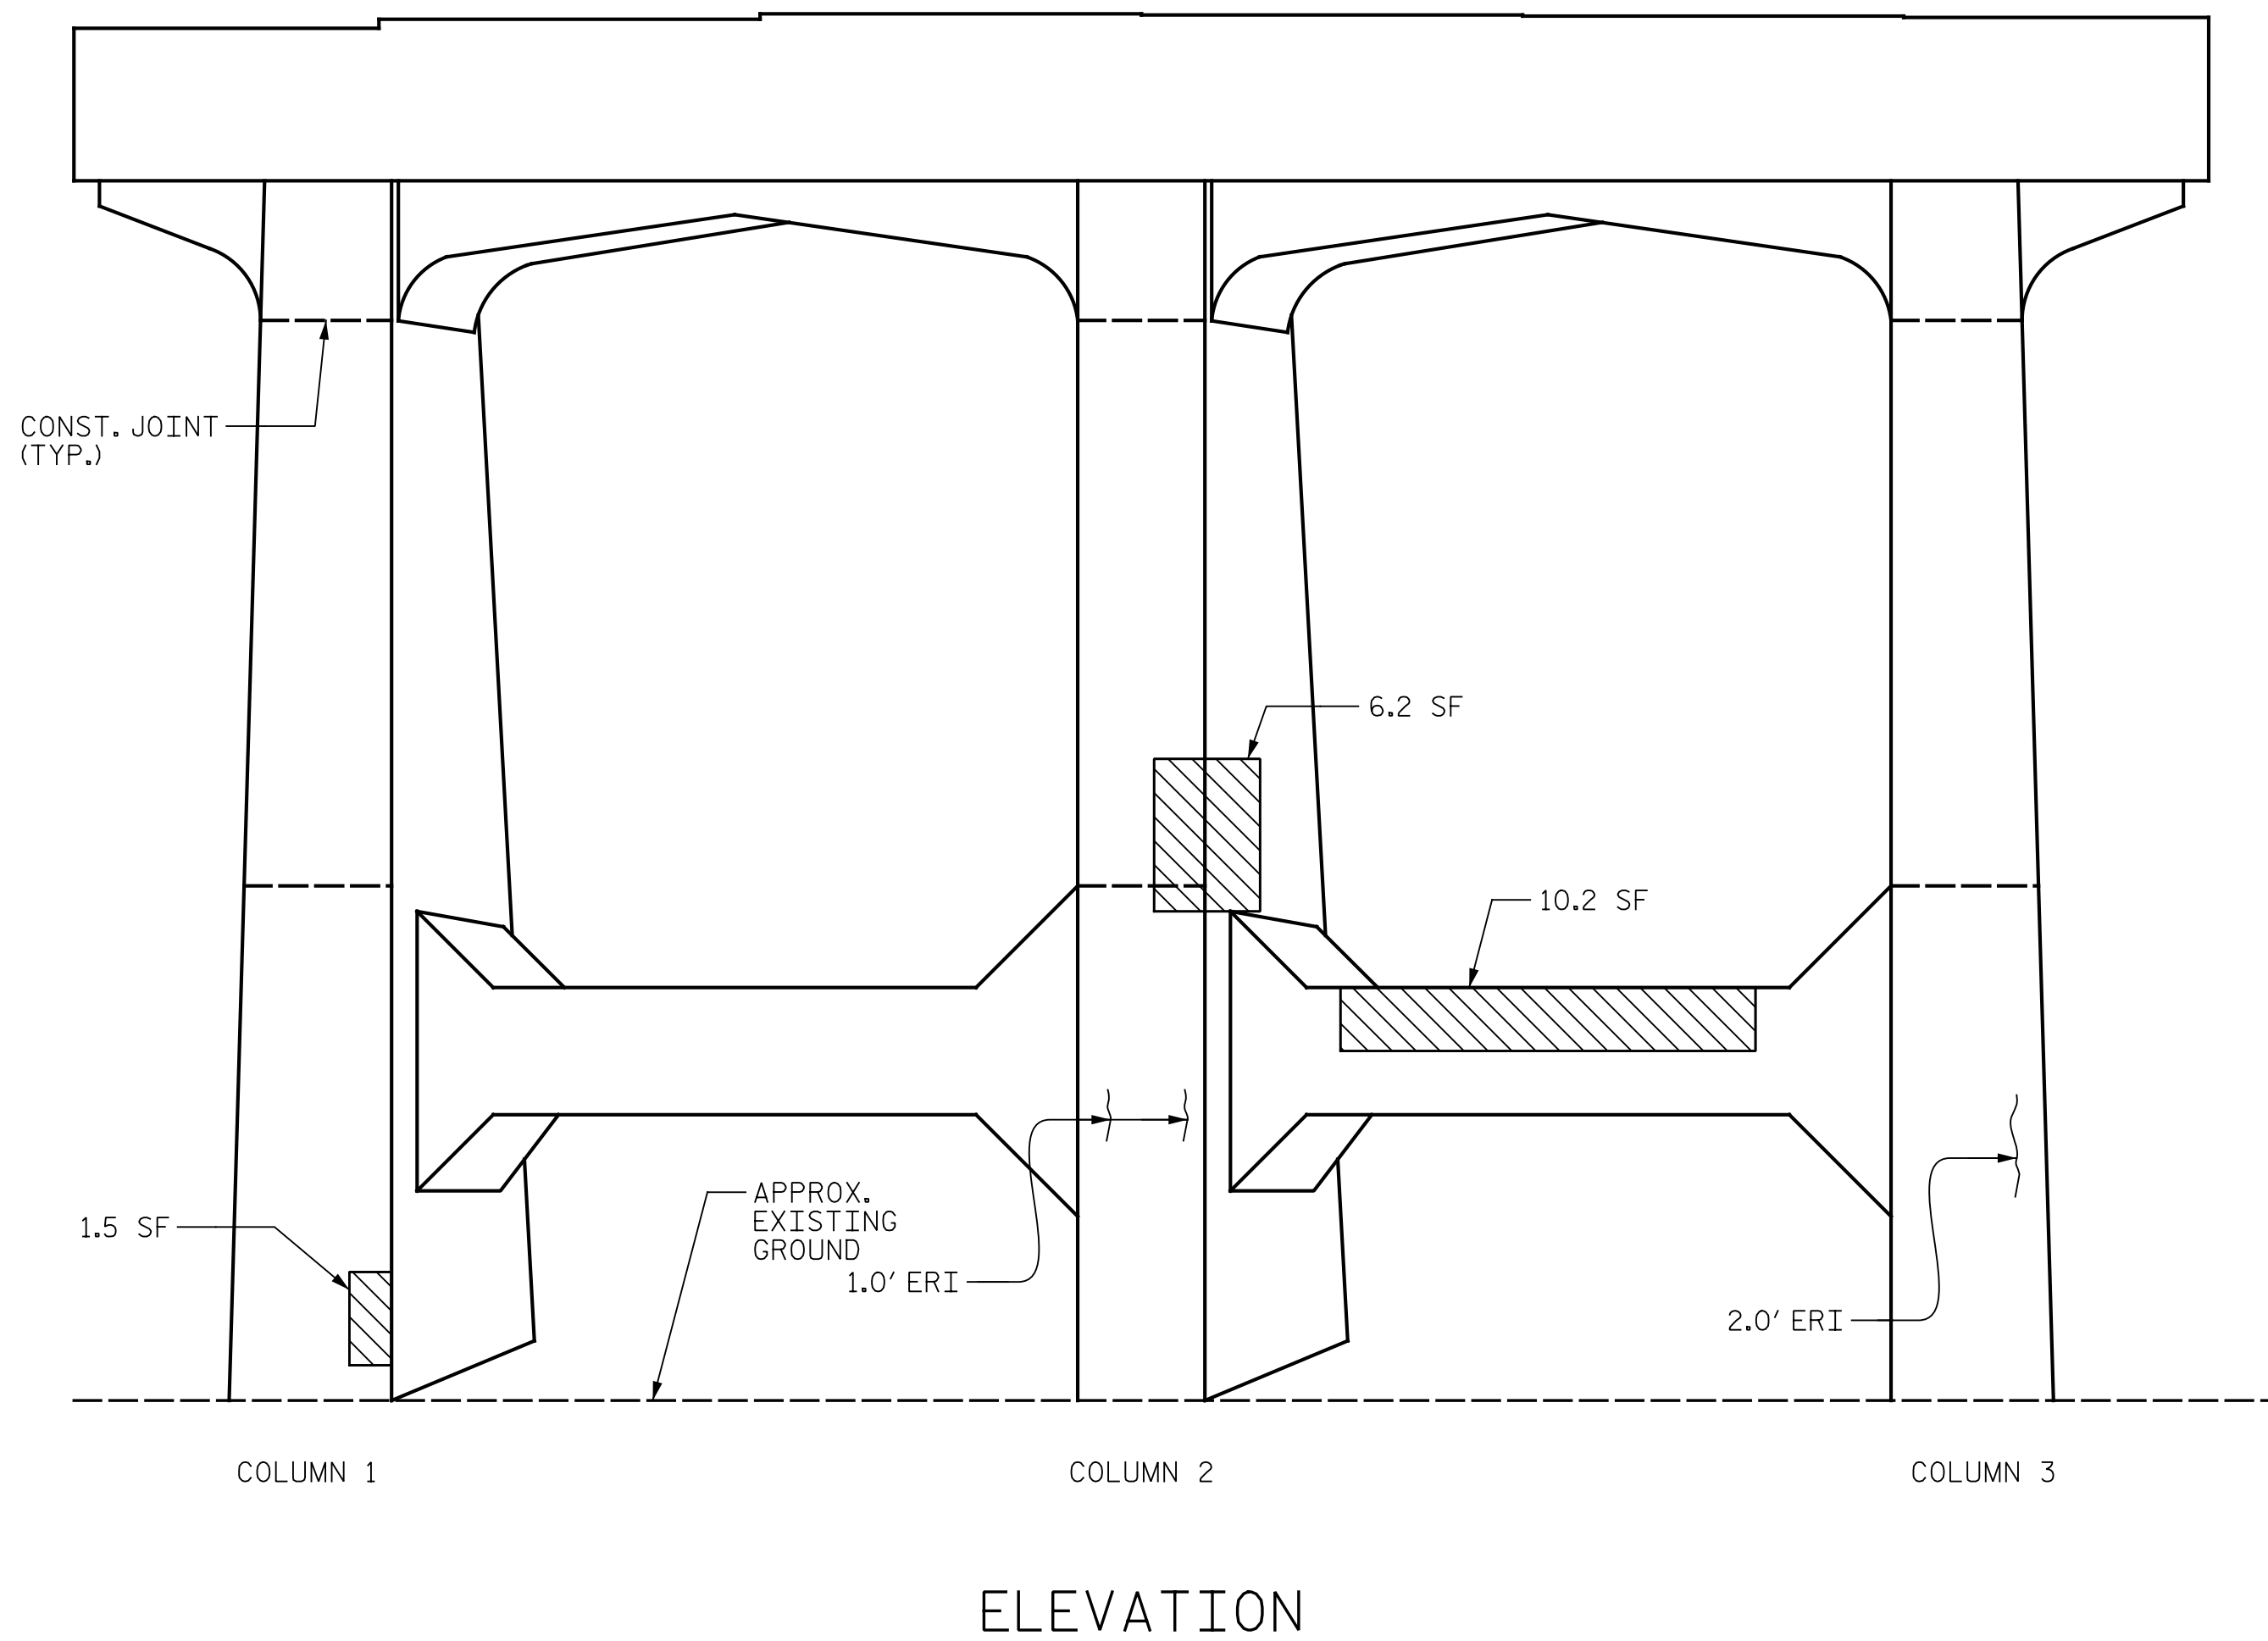 CONST. JOINT
(TYP.)
6.2 SF
10.2 SF
APPROX.
EXISTING
GROUND
1.5 SF
1.0' ERI
2.0' ERI
COLUMN 1
COLUMN 2
COLUMN 3
ELEVATION